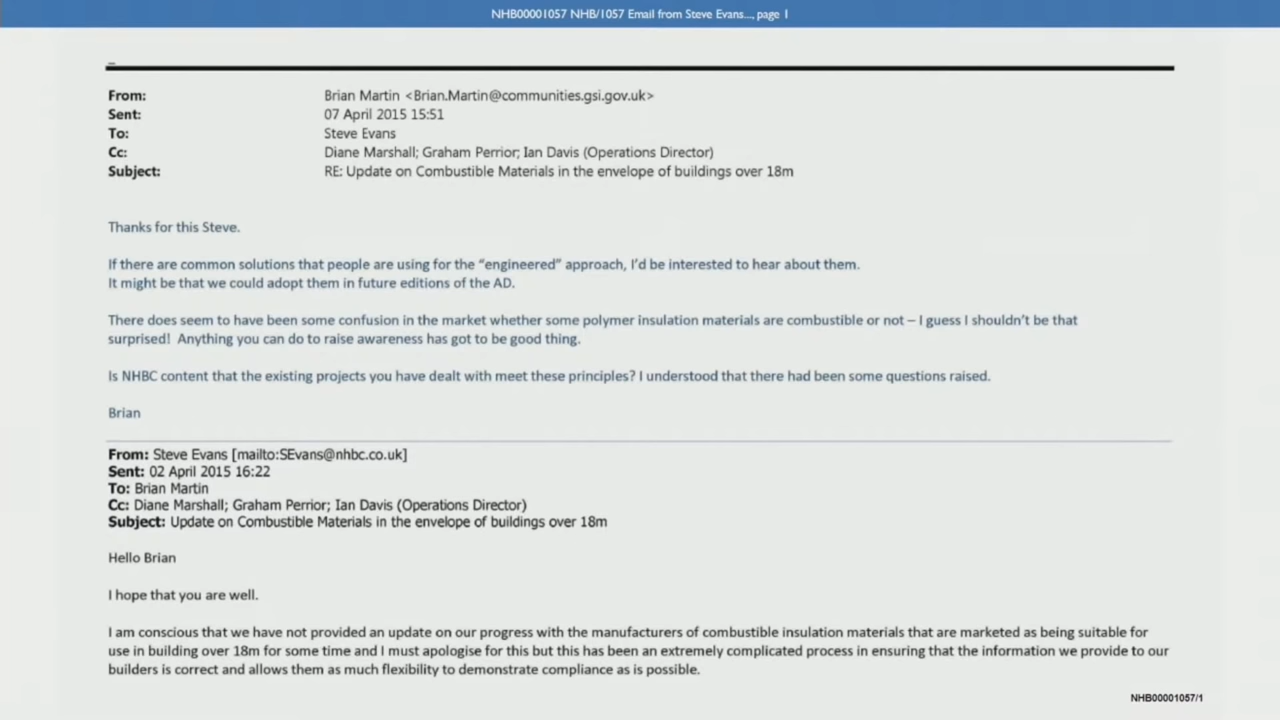 NHB00001057 NHB/1057 Email from Steve Evans..., page 1
From: Brian Martin <Brian.Martin@communities.gsi.gov.uk>
Sent: 07 April 2015 15:51
To: Steve Evans
Cc: Diane Marshall; Graham Perrior; Ian Davis (Operations Director)
Subject: RE: Update on Combustible Materials in the envelope of buildings over 18m
Thanks for this Steve.
If there are common solutions that people are using for the “engineered” approach, I’d be interested to hear about them.
It might be that we could adopt them in future editions of the AD.
There does seem to have been some confusion in the market whether some polymer insulation materials are combustible or not – I guess I shouldn’t be that
surprised! Anything you can do to raise awareness has got to be good thing.
Is NHBC content that the existing projects you have dealt with meet these principles? I understood that there had been some questions raised.
Brian
From: Steve Evans [mailto:SEvans@nhbc.co.uk]
Sent: 02 April 2015 16:22
To: Brian Martin
Cc: Diane Marshall; Graham Perrior; Ian Davis (Operations Director)
Subject: Update on Combustible Materials in the envelope of buildings over 18m
Hello Brian
I hope that you are well.
I am conscious that we have not provided an update on our progress with the manufacturers of combustible insulation materials that are marketed as being suitable for
use in building over 18m for some time and I must apologise for this but this has been an extremely complicated process in ensuring that the information we provide to our
builders is correct and allows them as much flexibility to demonstrate compliance as is possible.
NHB00001057/1